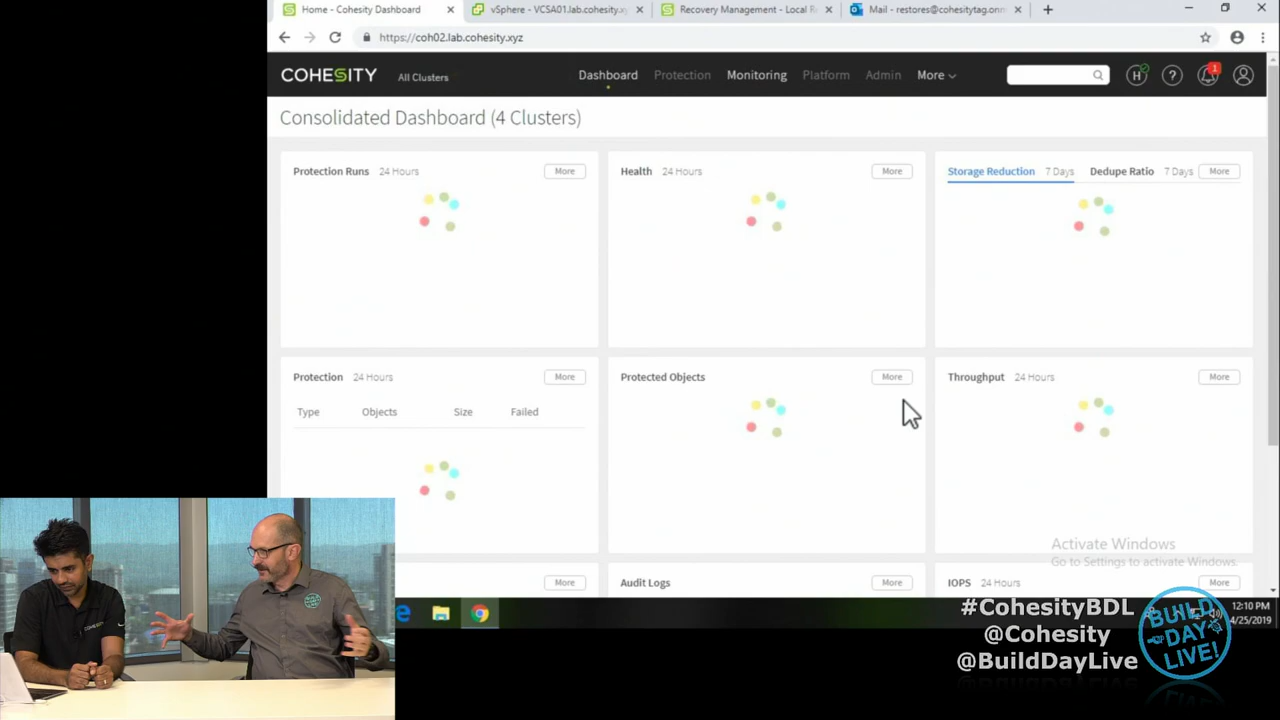 Home - Cohesity Dashboard
vSphere - VCSA01.lab.cohesity.xy
Recovery Management - Local R
Mail - restores@cohesitytag.onm
https://coh02.lab.cohesity.xyz
COHESITY
All Clusters
Dashboard
Protection
Monitoring
Platform
Admin
More
H
?
1
Consolidated Dashboard (4 Clusters)
Protection Runs 24 Hours More
Health 24 Hours More
Storage Reduction 7 Days Dedupe Ratio 7 Days More
Protection 24 Hours More
Type Objects Size Failed
Protected Objects More
Throughput 24 Hours More
Activate Windows
Go to Settings to activate Windows.
More
Audit Logs More
IOPS 24 Hours More
12:10 PM
4/25/2019
COHESITY
#CohesityBDL
@Cohesity
@BuildDayLive
BUILD
DAY
LIVE!